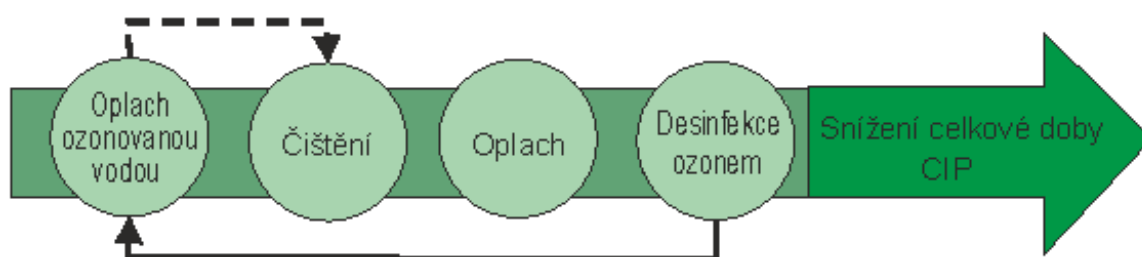 Oplach
ozonovanou
vodou
Čištění
Oplach
Desinfekce
ozonem
Snížení celkové doby
CIP